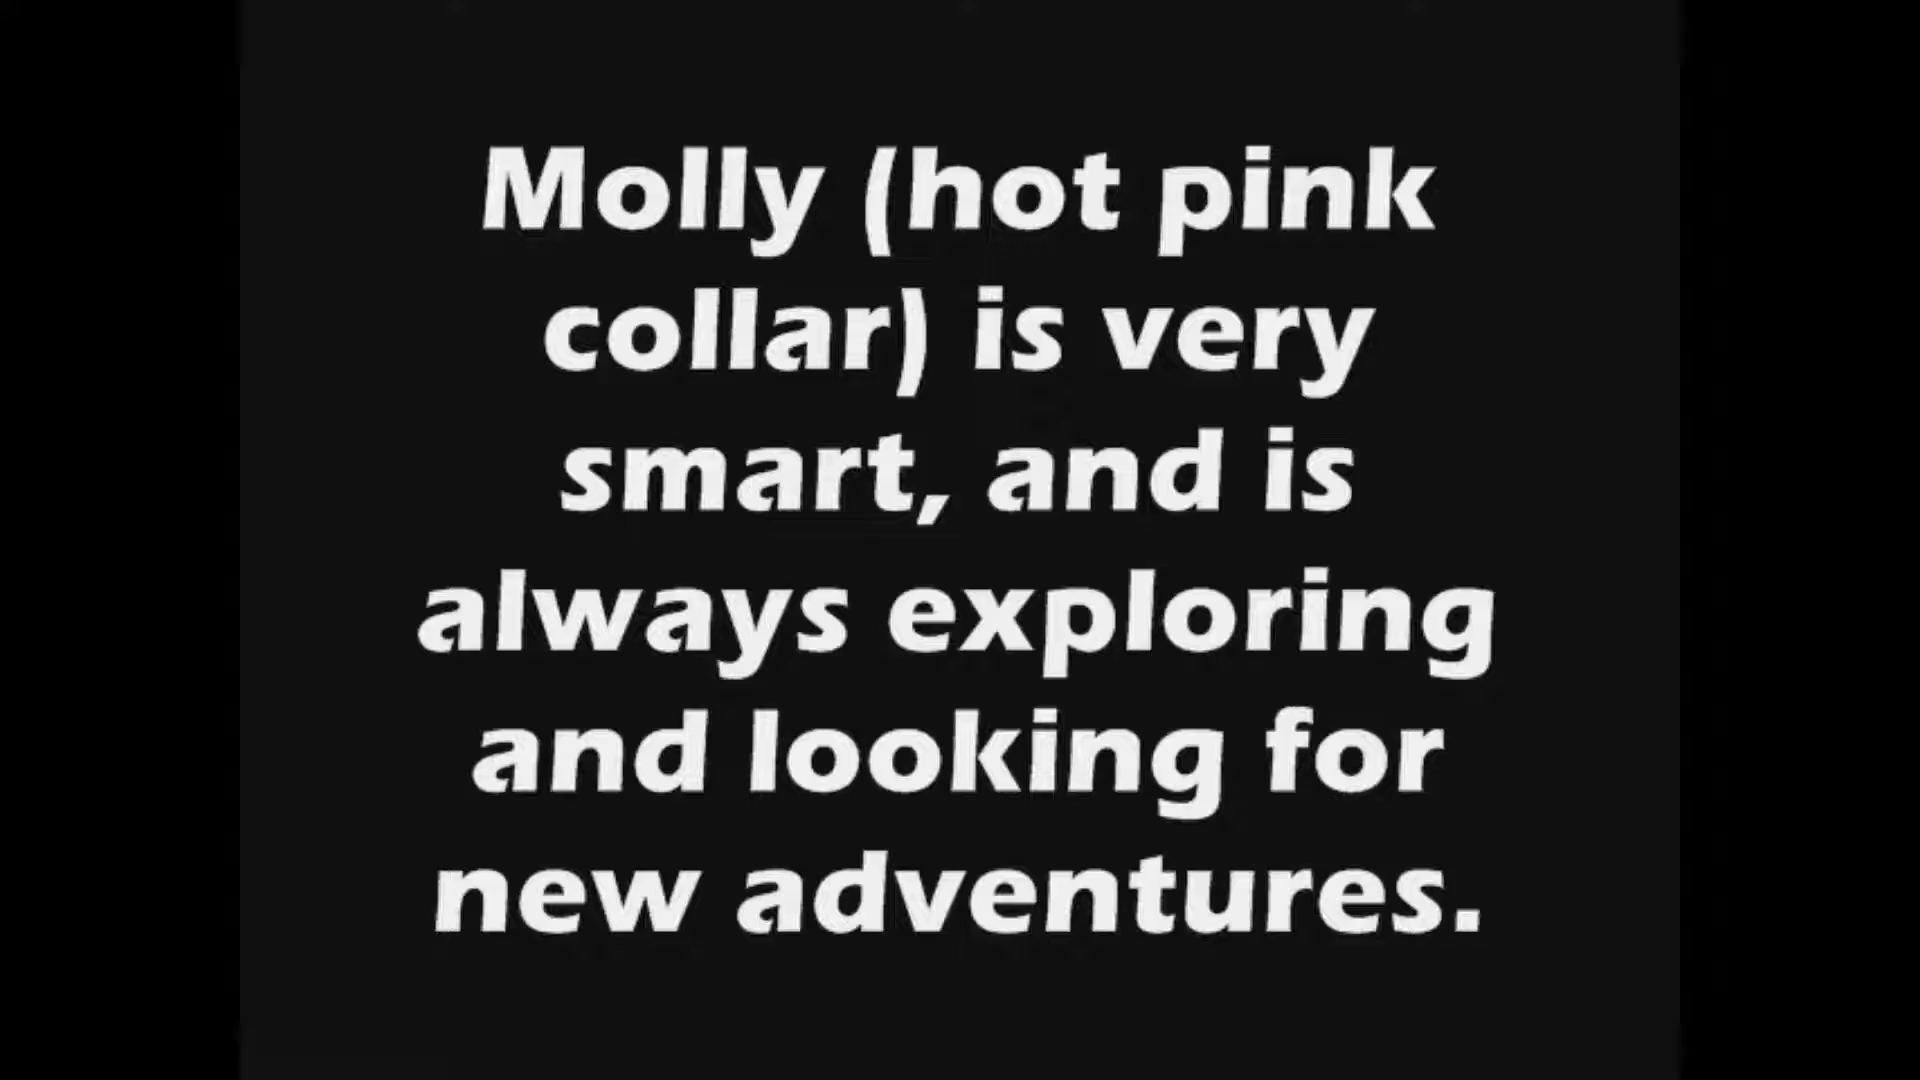 Molly (hot pink
collar) is very
smart, and is
always exploring
and looking for
new adventures.